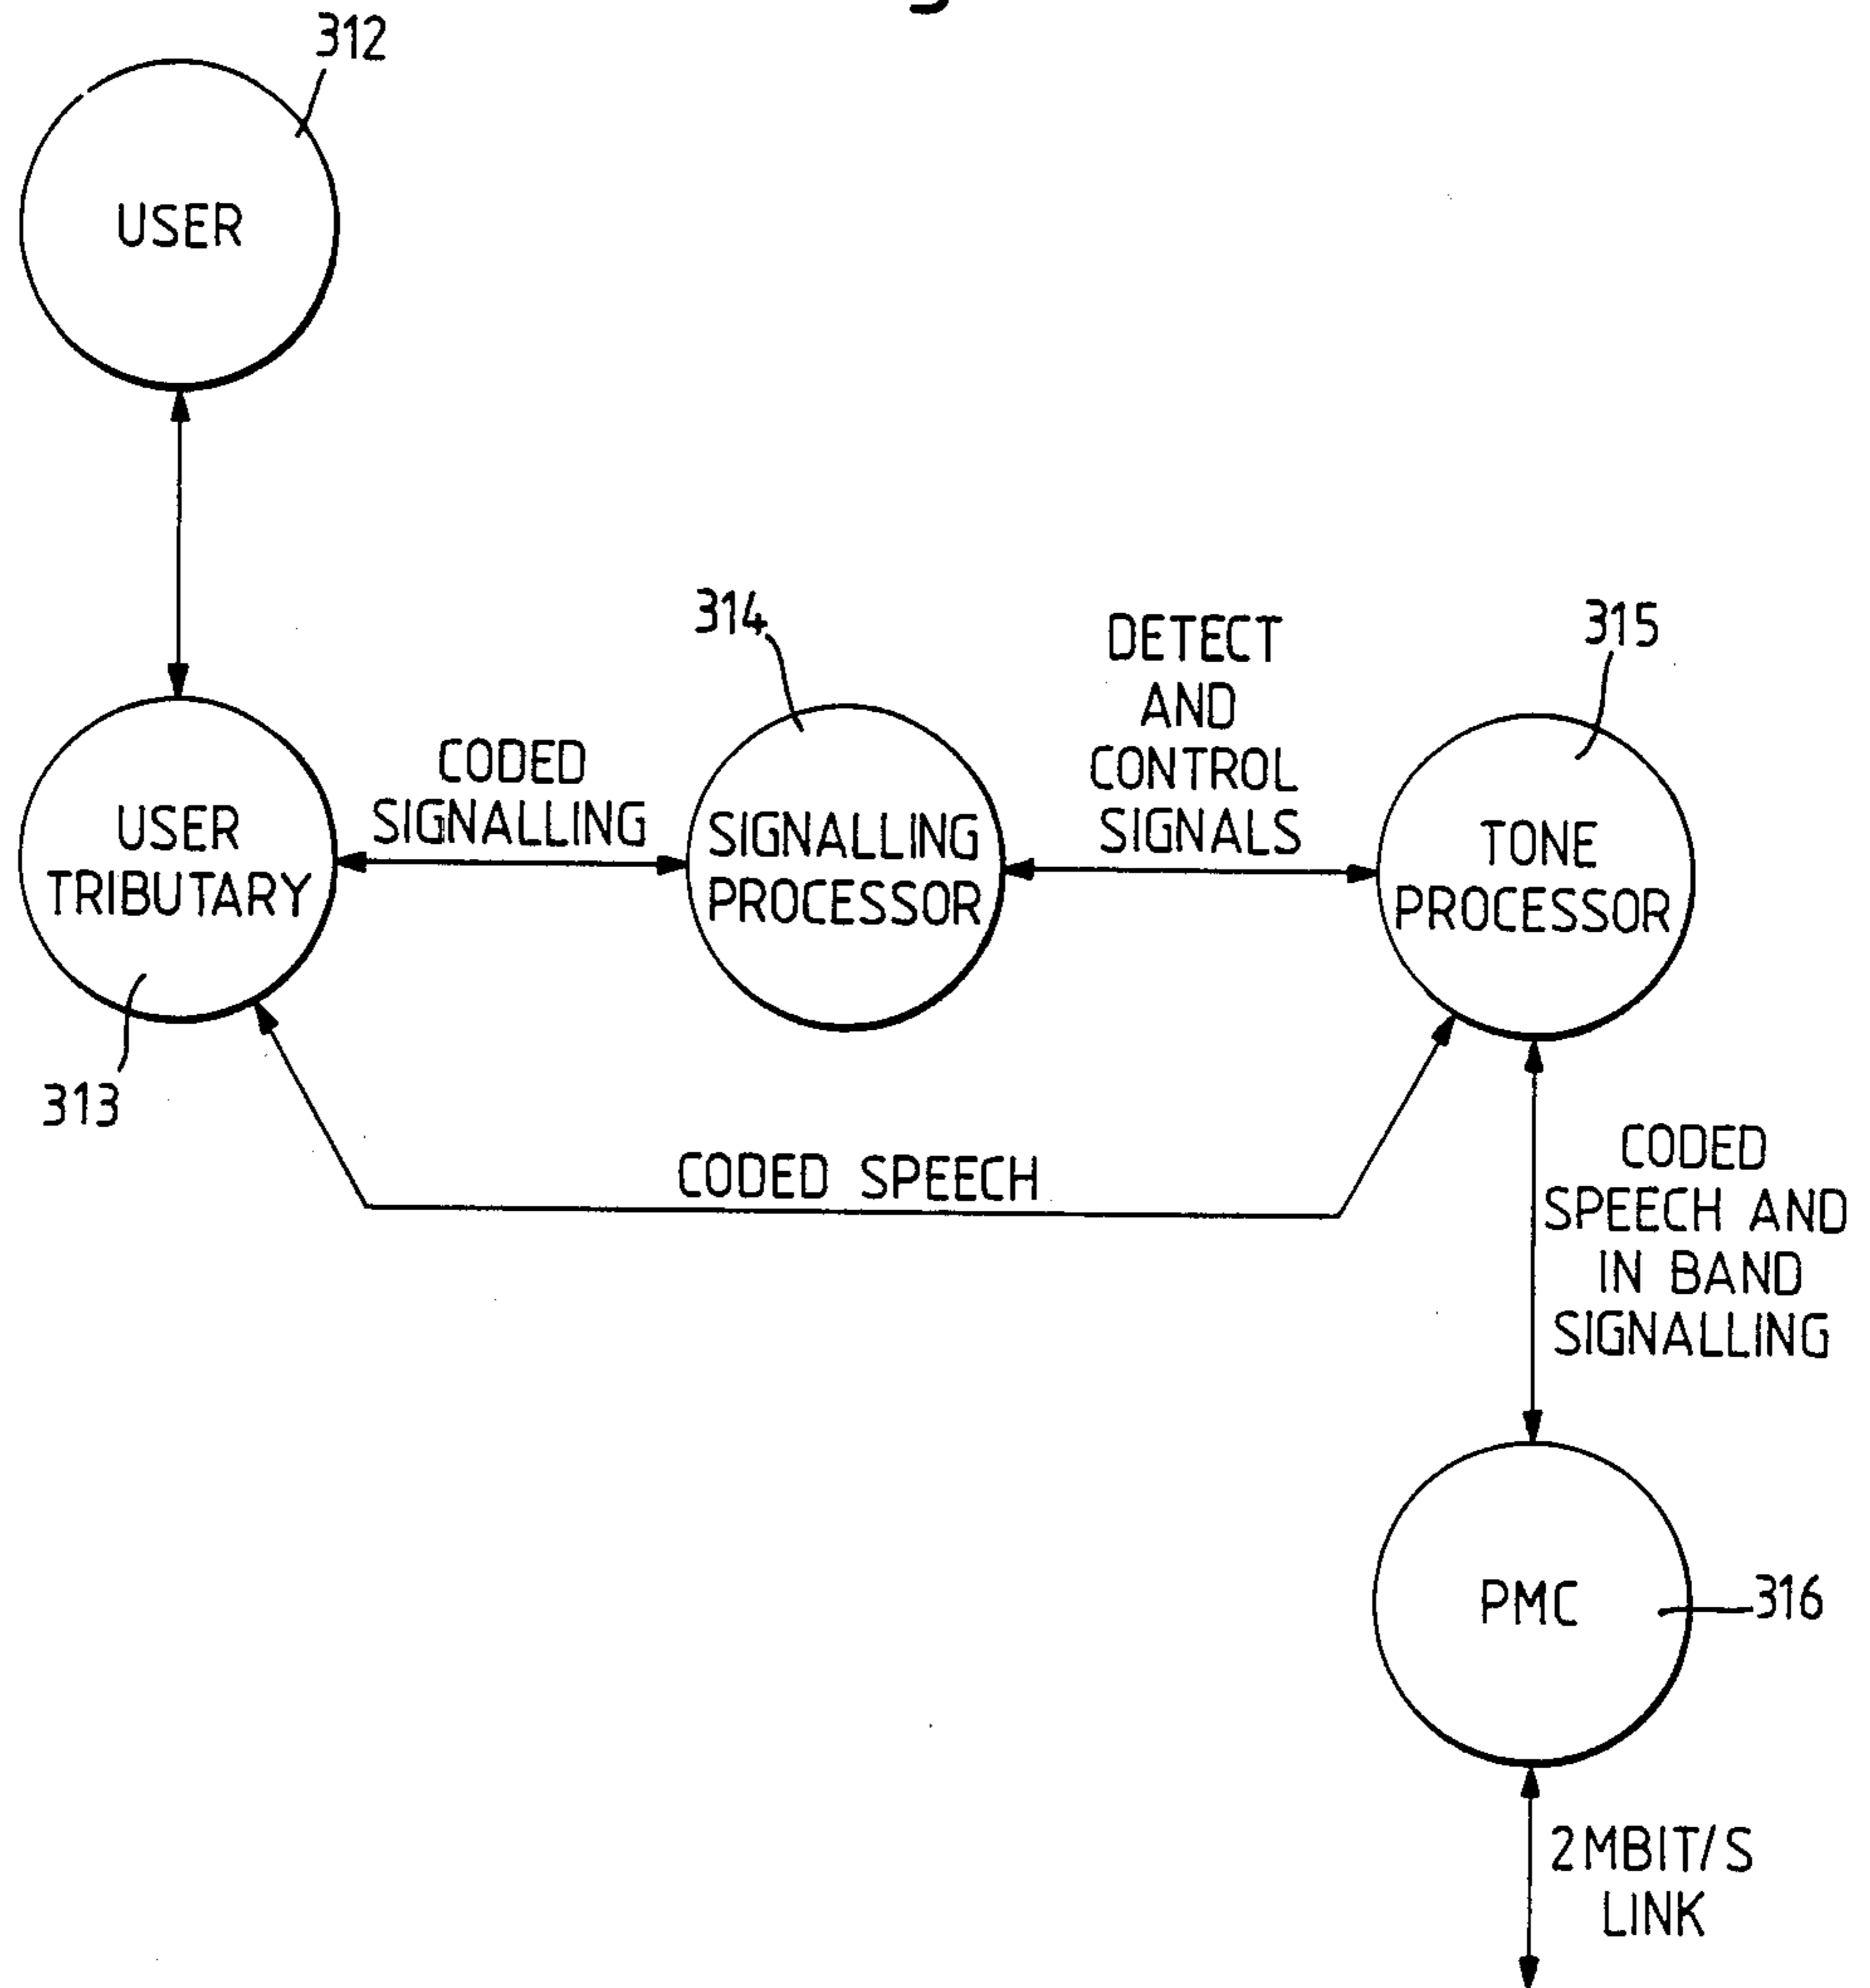 312
USER
314
315
DETECT
AND
CONTROL
SIGNALS
CODED
SIGNALLING
USER
TRIBUTARY
SIGNALLING
PROCESSOR
TONE
PROCESSOR
313
CODED SPEECH
CODED
SPEECH AND
IN BAND
SIGNALLING
PMC
316
2MBIT/S
LINK